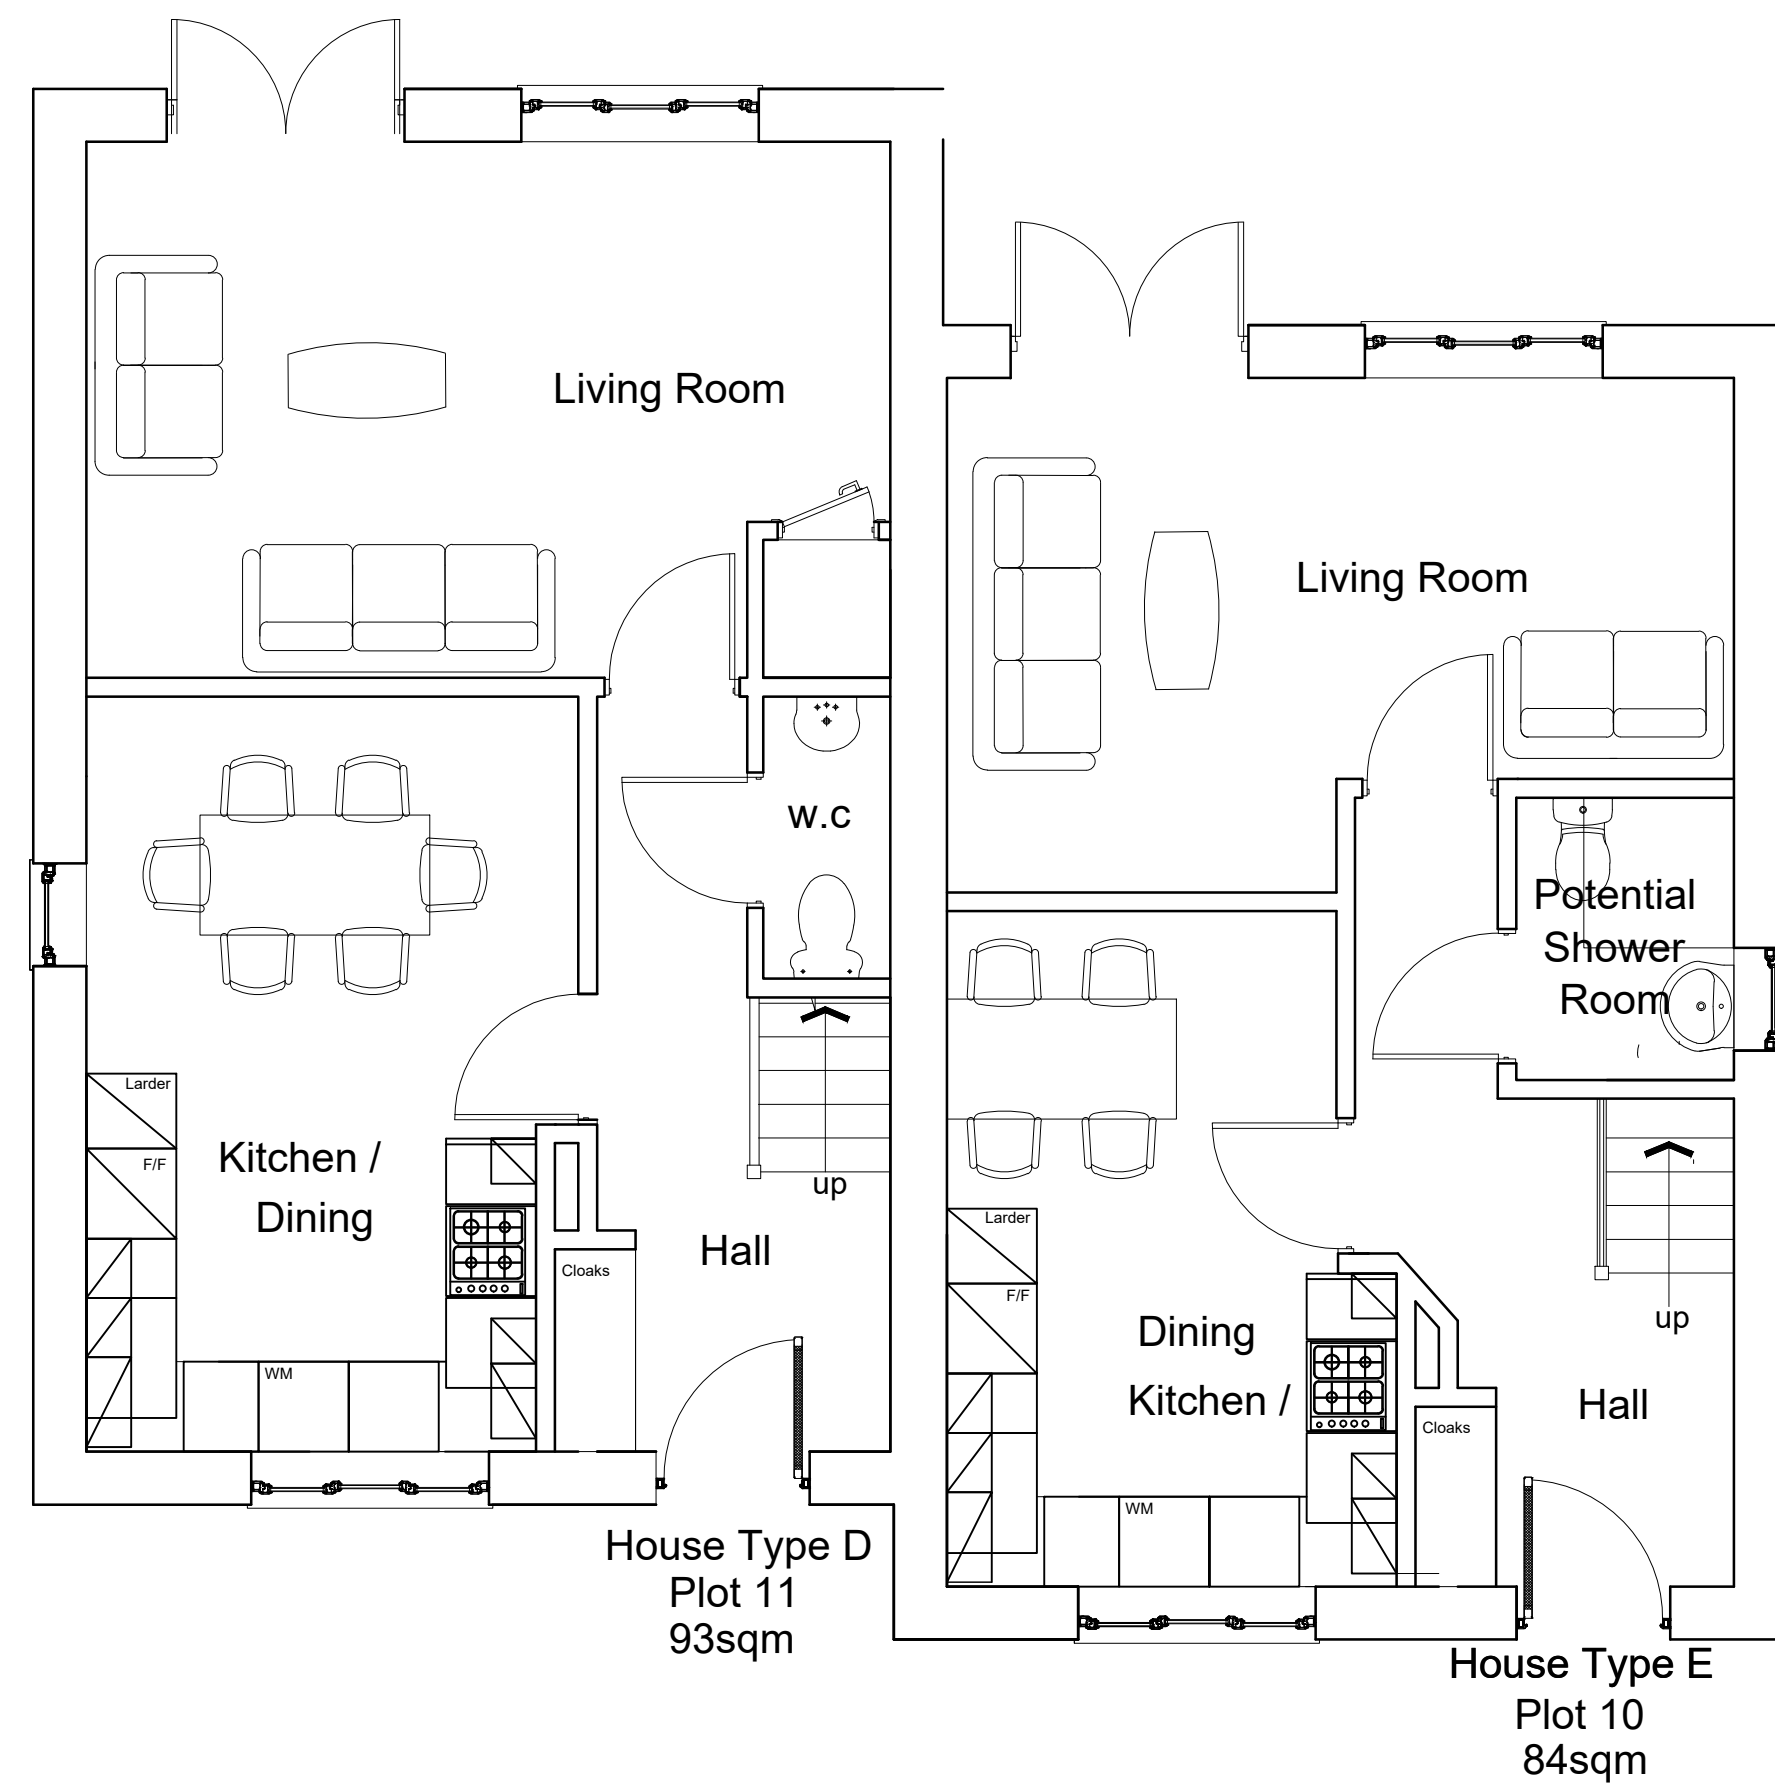 Living Room
w.c
Larder
F/F
Kitchen /
Dining
up
Hall
Cloaks
WM
House Type D
Plot 11
93sqm
Living Room
Potential
Shower
Room
Larder
F/F
up
Dining
Kitchen /
Hall
Cloaks
WM
House Type E
Plot 10
84sqm